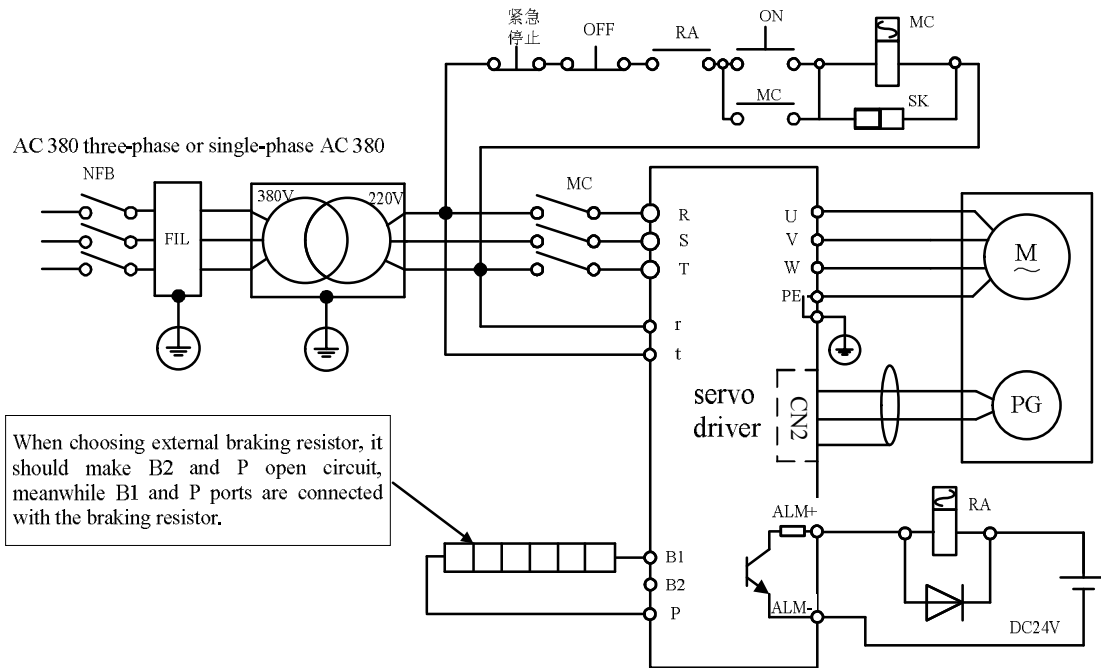 紧急
停止
OFF
RA
ON
MC
MC
SK
AC 380 three-phase or single-phase AC 380
NFB
FIL
380V
220V
MC
R
S
T
r
t
U
V
W
PE
M
servo
driver
CN2
PG
When choosing external braking resistor, it
should make B2 and P open circuit,
meanwhile B1 and P ports are connected
with the braking resistor.
B1
B2
P
ALM+
ALM-
RA
DC24V